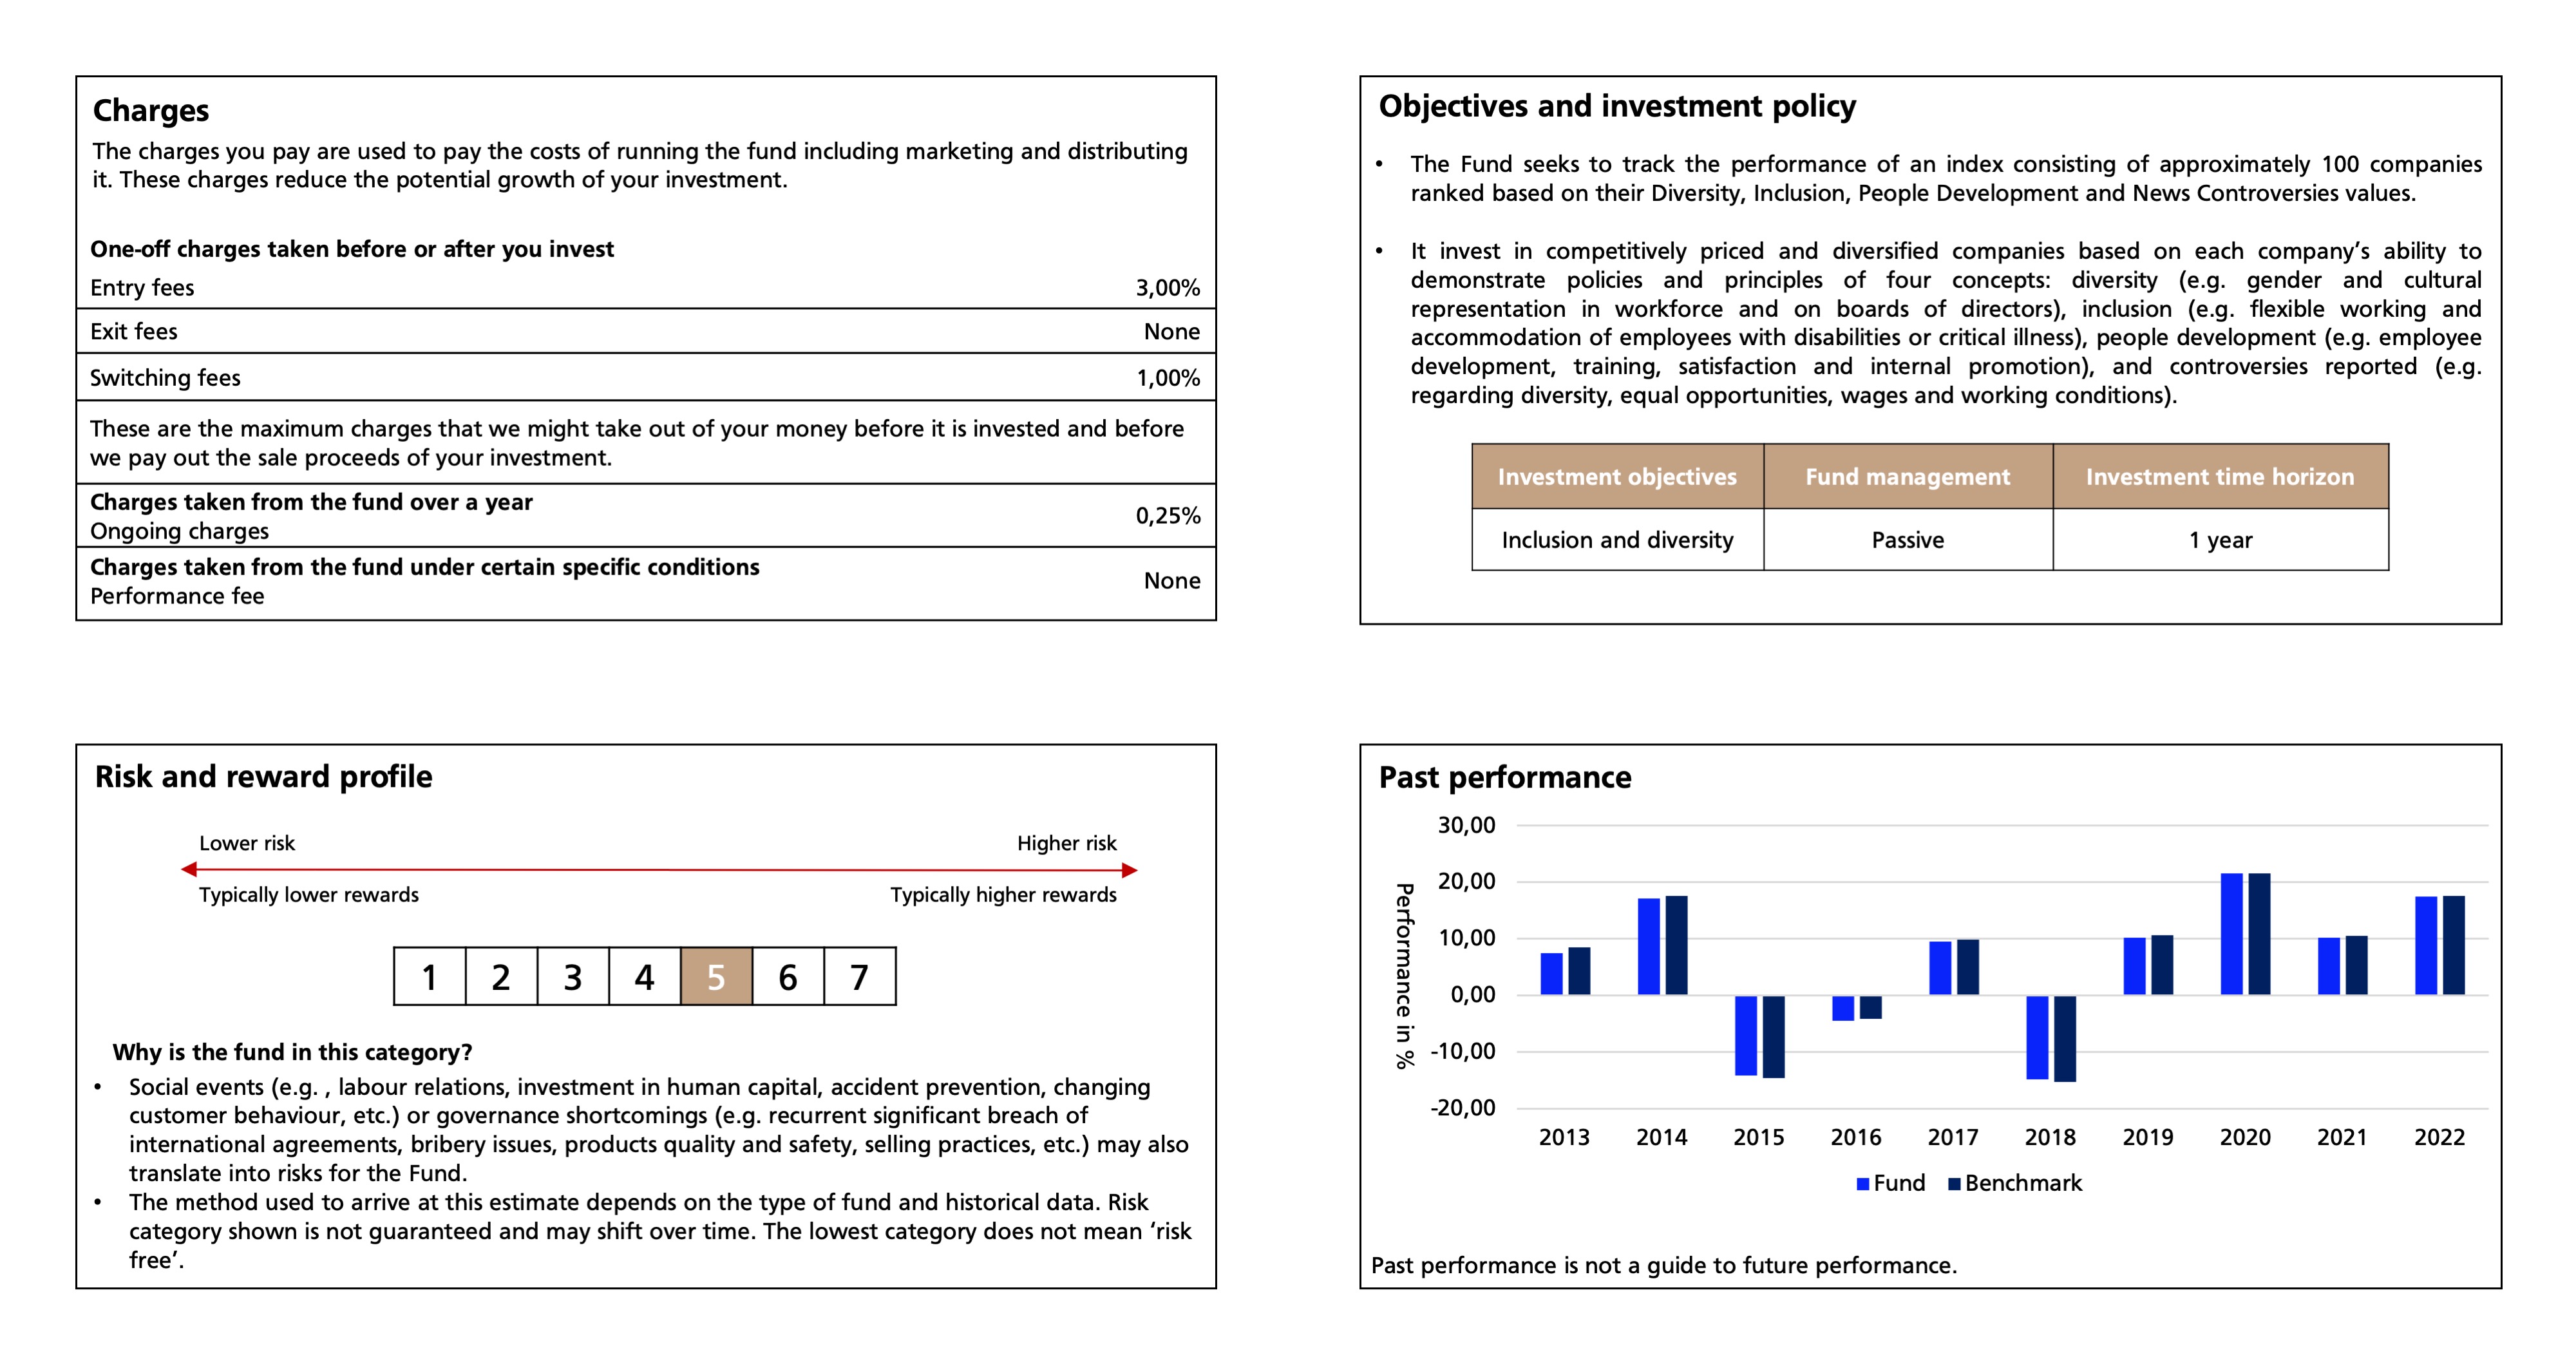 Charges
The charges you pay are used to pay the costs of running the fund including marketing and distributing
it. These charges reduce the potential growth of your investment.
One-off charges taken before or after you invest
Entry fees 3,00%
Exit fees None
Switching fees 1,00%
These are the maximum charges that we might take out of your money before it is invested and before
we pay out the sale proceeds of your investment.
Charges taken from the fund over a year
Ongoing charges 0,25%
Charges taken from the fund under certain specific conditions
Performance fee None
Objectives and investment policy
• The Fund seeks to track the performance of an index consisting of approximately 100 companies
ranked based on their Diversity, Inclusion, People Development and News Controversies values.
• It invest in competitively priced and diversified companies based on each company’s ability to
demonstrate policies and principles of four concepts: diversity (e.g. gender and cultural
representation in workforce and on boards of directors), inclusion (e.g. flexible working and
accommodation of employees with disabilities or critical illness), people development (e.g. employee
development, training, satisfaction and internal promotion), and controversies reported (e.g.
regarding diversity, equal opportunities, wages and working conditions).
Investment objectives Fund management Investment time horizon
Inclusion and diversity Passive 1 year
Risk and reward profile
Lower risk Higher risk
Typically lower rewards Typically higher rewards
1 2 3 4 5 6 7
Why is the fund in this category?
• Social events (e.g. , labour relations, investment in human capital, accident prevention, changing
customer behaviour, etc.) or governance shortcomings (e.g. recurrent significant breach of
international agreements, bribery issues, products quality and safety, selling practices, etc.) may also
translate into risks for the Fund.
• The method used to arrive at this estimate depends on the type of fund and historical data. Risk
category shown is not guaranteed and may shift over time. The lowest category does not mean ‘risk
free’.
Past performance
Performance in %
30,00
20,00
10,00
0,00
-10,00
-20,00
2013 2014 2015 2016 2017 2018 2019 2020 2021 2022
Fund Benchmark
Past performance is not a guide to future performance.